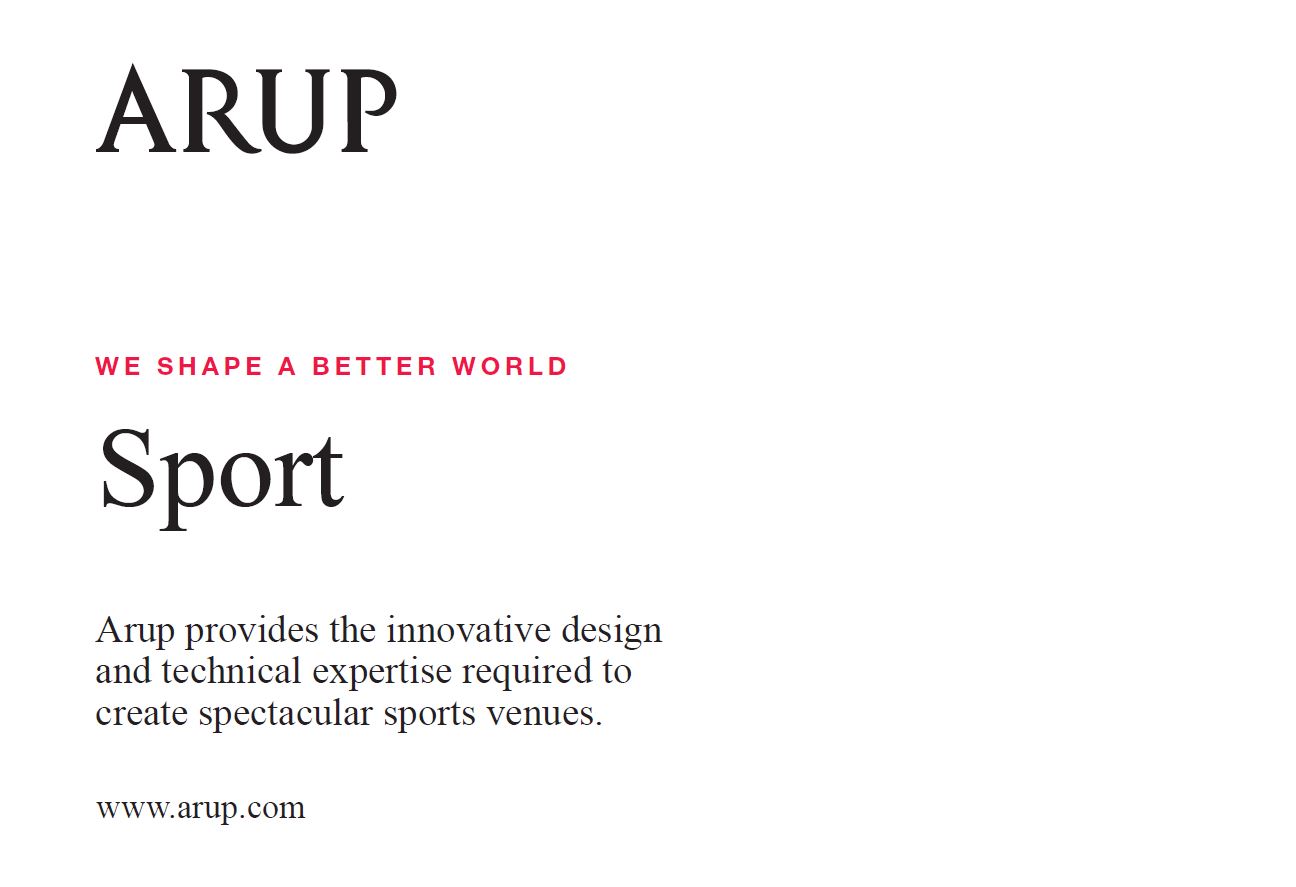 ARUP
WE SHAPE A BETTER WORLD
Sport
Arup provides the innovative design
and technical expertise required to
create spectacular sports venues.
www.arup.com